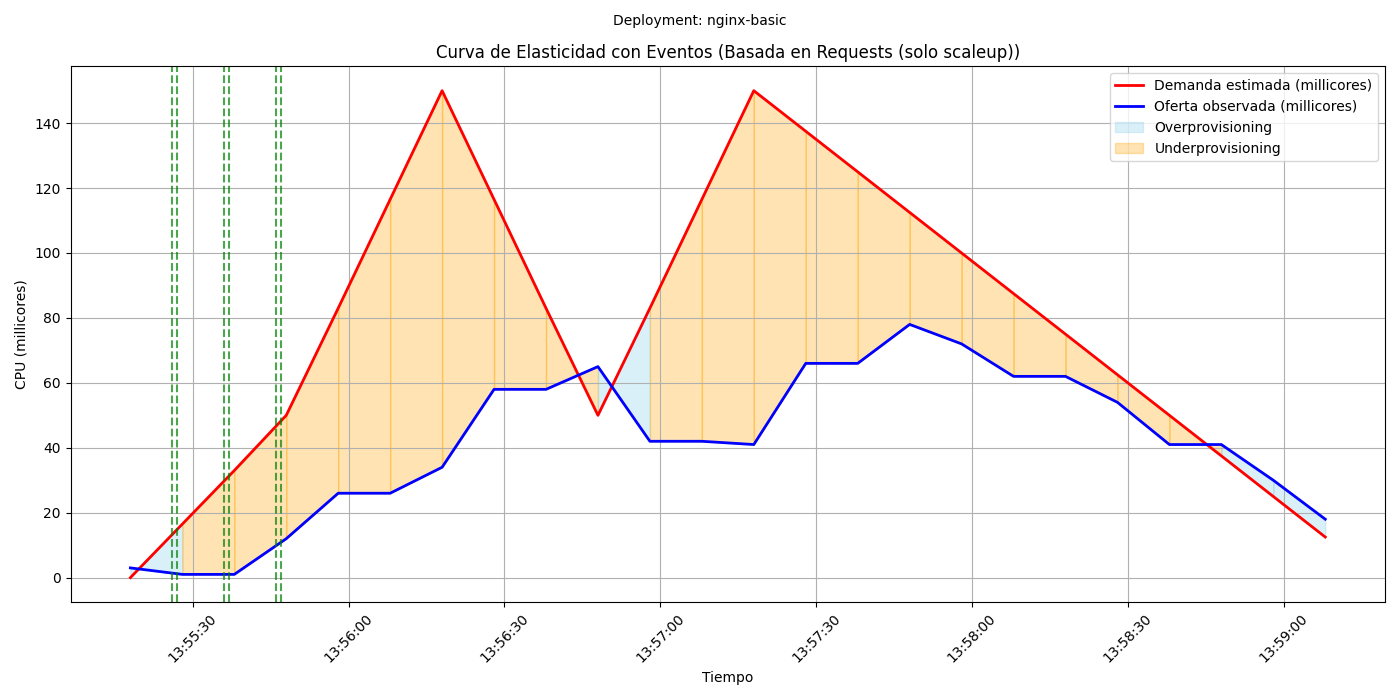 Deployment: nginx-basic
Curva de Elasticidad con Eventos (Basada en Requests (solo scaleup))
Demanda estimada (millicores)
Oferta observada (millicores)
Overprovisioning
Underprovisioning
CPU (millicores)
140
120
100
80
60
40
20
0
13:55:30
13:56:00
13:56:30
13:57:00
13:57:30
13:58:00
13:58:30
13:59:00
Tiempo